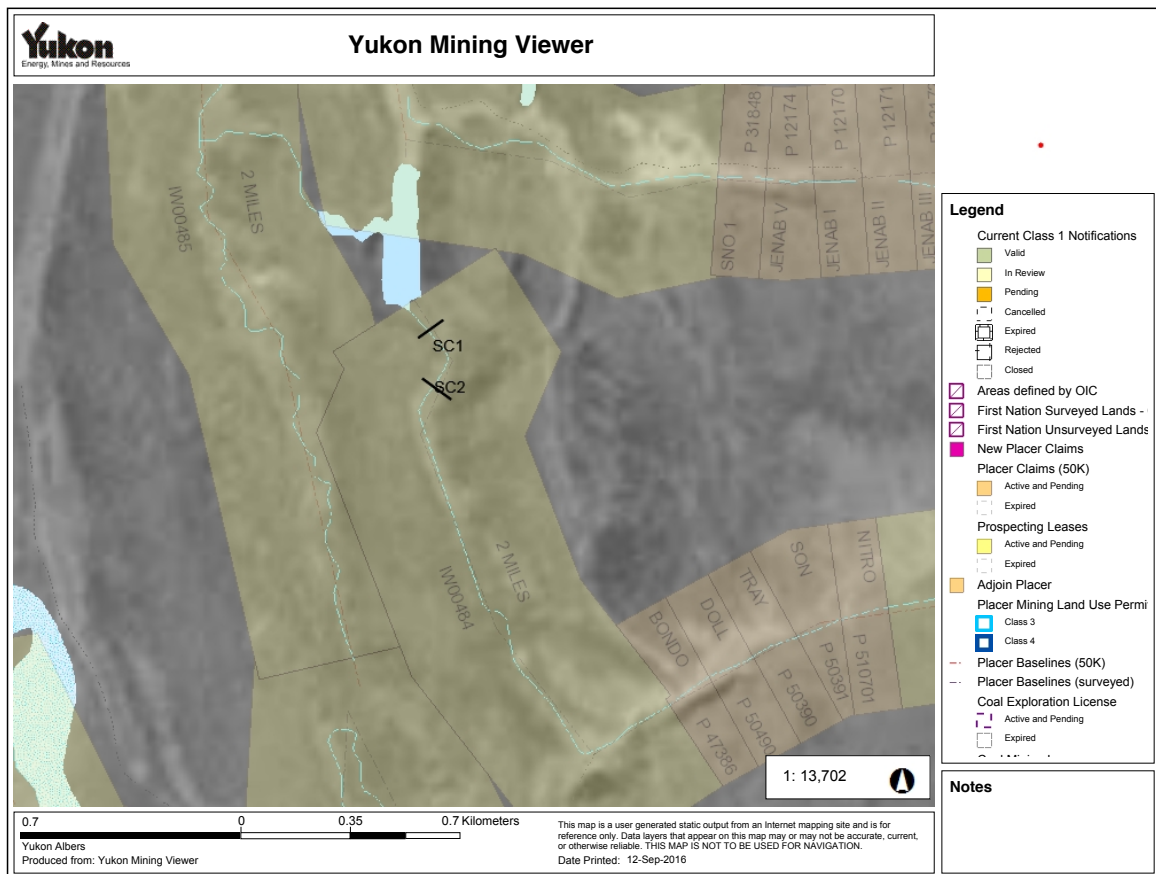 Yukon
Energy, Mines and Resources
Yukon Mining Viewer
IW00485
2 MILES
P 31848
P 12174
P 12170
P 12171
SNO 1
JENAB V
JENAB I
JENAB II
JENAB III
SC1
SC2
IW00484
2 MILES
BONDO
DOLL
TRAY
SON
NITRO
P 47386
P 50490
P 50390
P 50391
P 510701
1: 13,702
0.7
0
0.35
0.7 Kilometers
Yukon Albers
Produced from: Yukon Mining Viewer
This map is a user generated static output from an Internet mapping site and is for
reference only. Data layers that appear on this map may or may not be accurate, current,
or otherwise reliable. THIS MAP IS NOT TO BE USED FOR NAVIGATION.
Date Printed: 12-Sep-2016
Legend
Current Class 1 Notifications
Valid
In Review
Pending
Cancelled
Expired
Rejected
Closed
Areas defined by OIC
First Nation Surveyed Lands -
First Nation Unsurveyed Lands
New Placer Claims
Placer Claims (50K)
Active and Pending
Expired
Prospecting Leases
Active and Pending
Expired
Adjoin Placer
Placer Mining Land Use Permi
Class 3
Class 4
Placer Baselines (50K)
Placer Baselines (surveyed)
Coal Exploration License
Active and Pending
Expired
Notes